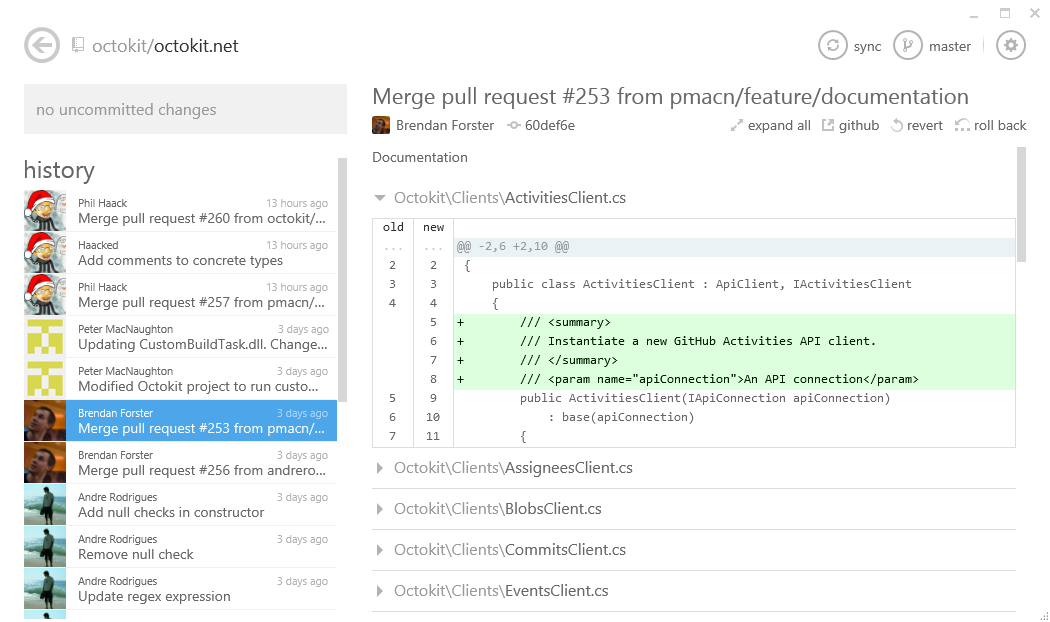 octokit/octokit.net
sync
master
no uncommitted changes
history
Phil Haack 13 hours ago
Merge pull request #260 from octokit/...
Haacked 13 hours ago
Add comments to concrete types
Phil Haack 13 hours ago
Merge pull request #257 from pmacn/...
Peter MacNaughton 3 days ago
Updating CustomBuildTask.dll. Change...
Peter MacNaughton 3 days ago
Modified Octokit project to run custo...
Brendan Forster 3 days ago
Merge pull request #253 from pmacn/...
Brendan Forster 3 days ago
Merge pull request #256 from andrero...
Andre Rodrigues 3 days ago
Add null checks in constructor
Andre Rodrigues 3 days ago
Remove null check
Andre Rodrigues 3 days ago
Update regex expression
Merge pull request #253 from pmacn/feature/documentation
Brendan Forster 60def6e expand all github revert roll back
Documentation
Octokit\Clients\ActivitiesClient.cs
old new
... ... @@ -2,6 +2,10 @@
2 2 {
3 3 public class ActivitiesClient : ApiClient, IActivitiesClient
4 4 {
5 + /// <summary>
6 + /// Instantiate a new GitHub Activities API client.
7 + /// </summary>
8 + /// <param name="apiConnection">An API connection</param>
5 9 public ActivitiesClient(IApiConnection apiConnection)
6 10 : base(apiConnection)
7 11 {
Octokit\Clients\AssigneesClient.cs
Octokit\Clients\BlobsClient.cs
Octokit\Clients\CommitsClient.cs
Octokit\Clients\EventsClient.cs